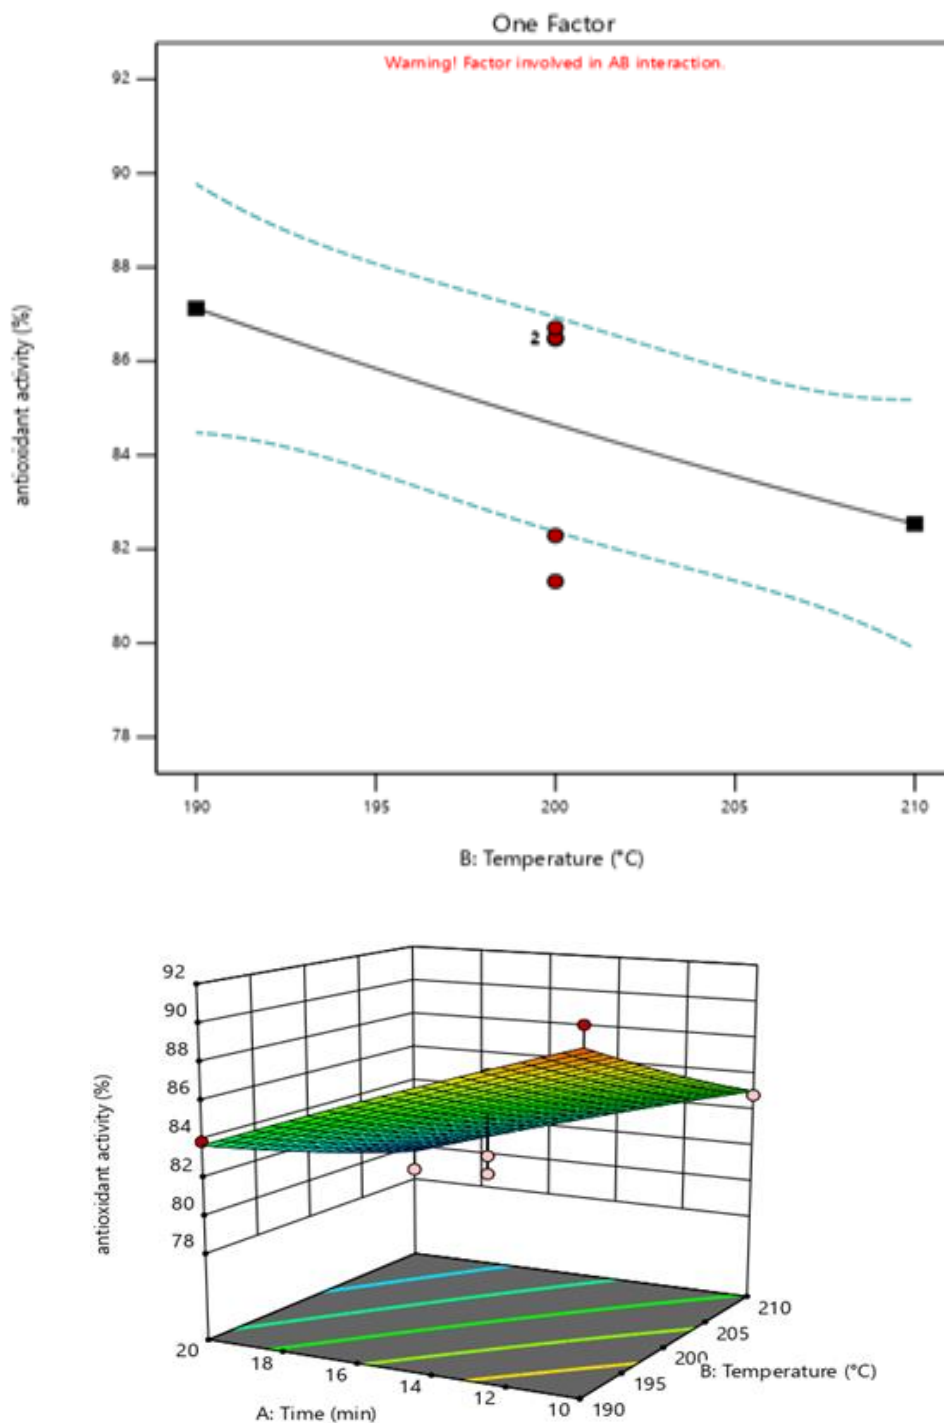 One Factor
Warning! Factor involved in AB interaction.
92
90
88
86
84
82
80
78
antioxidant activity (%)
2
190 195 200 205 210
B: Temperature (°C)
92
90
88
86
84
82
80
78
antioxidant activity (%)
20 18 16 14 12 10
A: Time (min)
190 195 200 205 210
B: Temperature (°C)